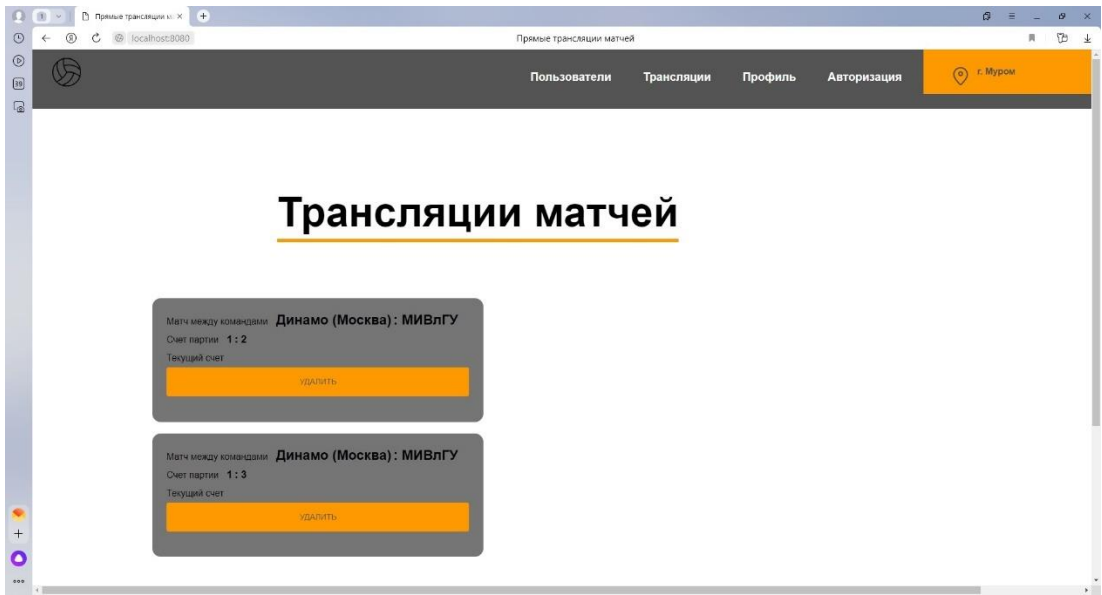 1
Прямые трансляции м
localhost:8080
Прямые трансляции матчей
39
Пользователи
Трансляции
Профиль
Авторизация
г. Муром
Трансляции матчей
Матч между командами Динамо (Москва) : МИВлГУ
Счет партии 1 : 2
Текущий счет
УДАЛИТЬ
Матч между командами Динамо (Москва) : МИВлГУ
Счет партии 1 : 3
Текущий счет
УДАЛИТЬ